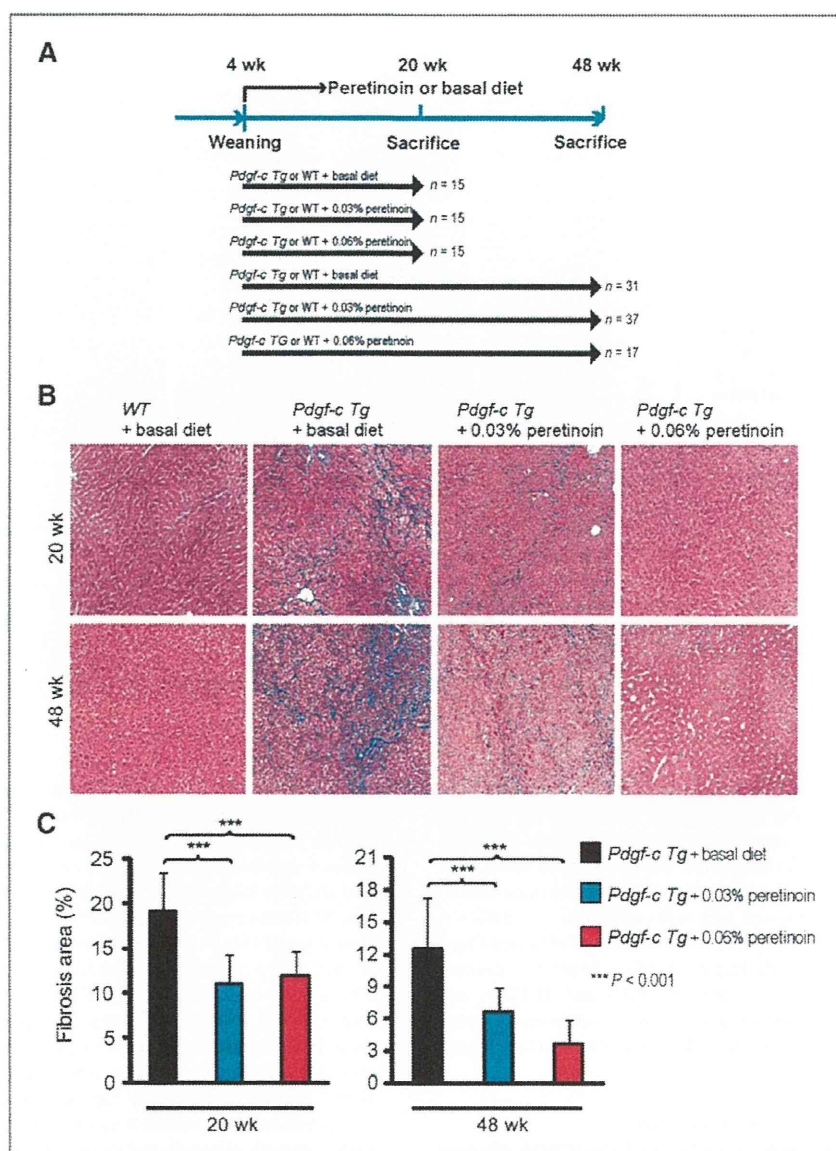 A
4 wk 20 wk 48 wk
Peretinoin or basal diet
Weaning Sacrifice Sacrifice
Pdgf-c Tg or WT + basal diet
n = 15
Pdgf-c Tg or WT + 0.03% peretinoin
n = 15
Pdgf-c Tg or WT + 0.06% peretinoin
n = 15
Pdgf-c Tg or WT + basal diet
n = 31
Pdgf-c Tg or WT + 0.03% peretinoin
n = 37
Pdgf-c TG or WT + 0.06% peretinoin
n = 17
B
WT
+ basal diet
Pdgf-c Tg
+ basal diet
Pdgf-c Tg
+ 0.03% peretinoin
Pdgf-c Tg
+ 0.06% peretinoin
20 wk
48 wk
C
Fibrosis area (%)
25
20
15
10
5
0
***
***
20 wk
21
18
15
12
9
6
3
0
***
***
48 wk
Pdgf-c Tg + basal diet
Pdgf-c Tg + 0.03% peretinoin
Pdgf-c Tg + 0.06% peretinoin
*** P < 0.001